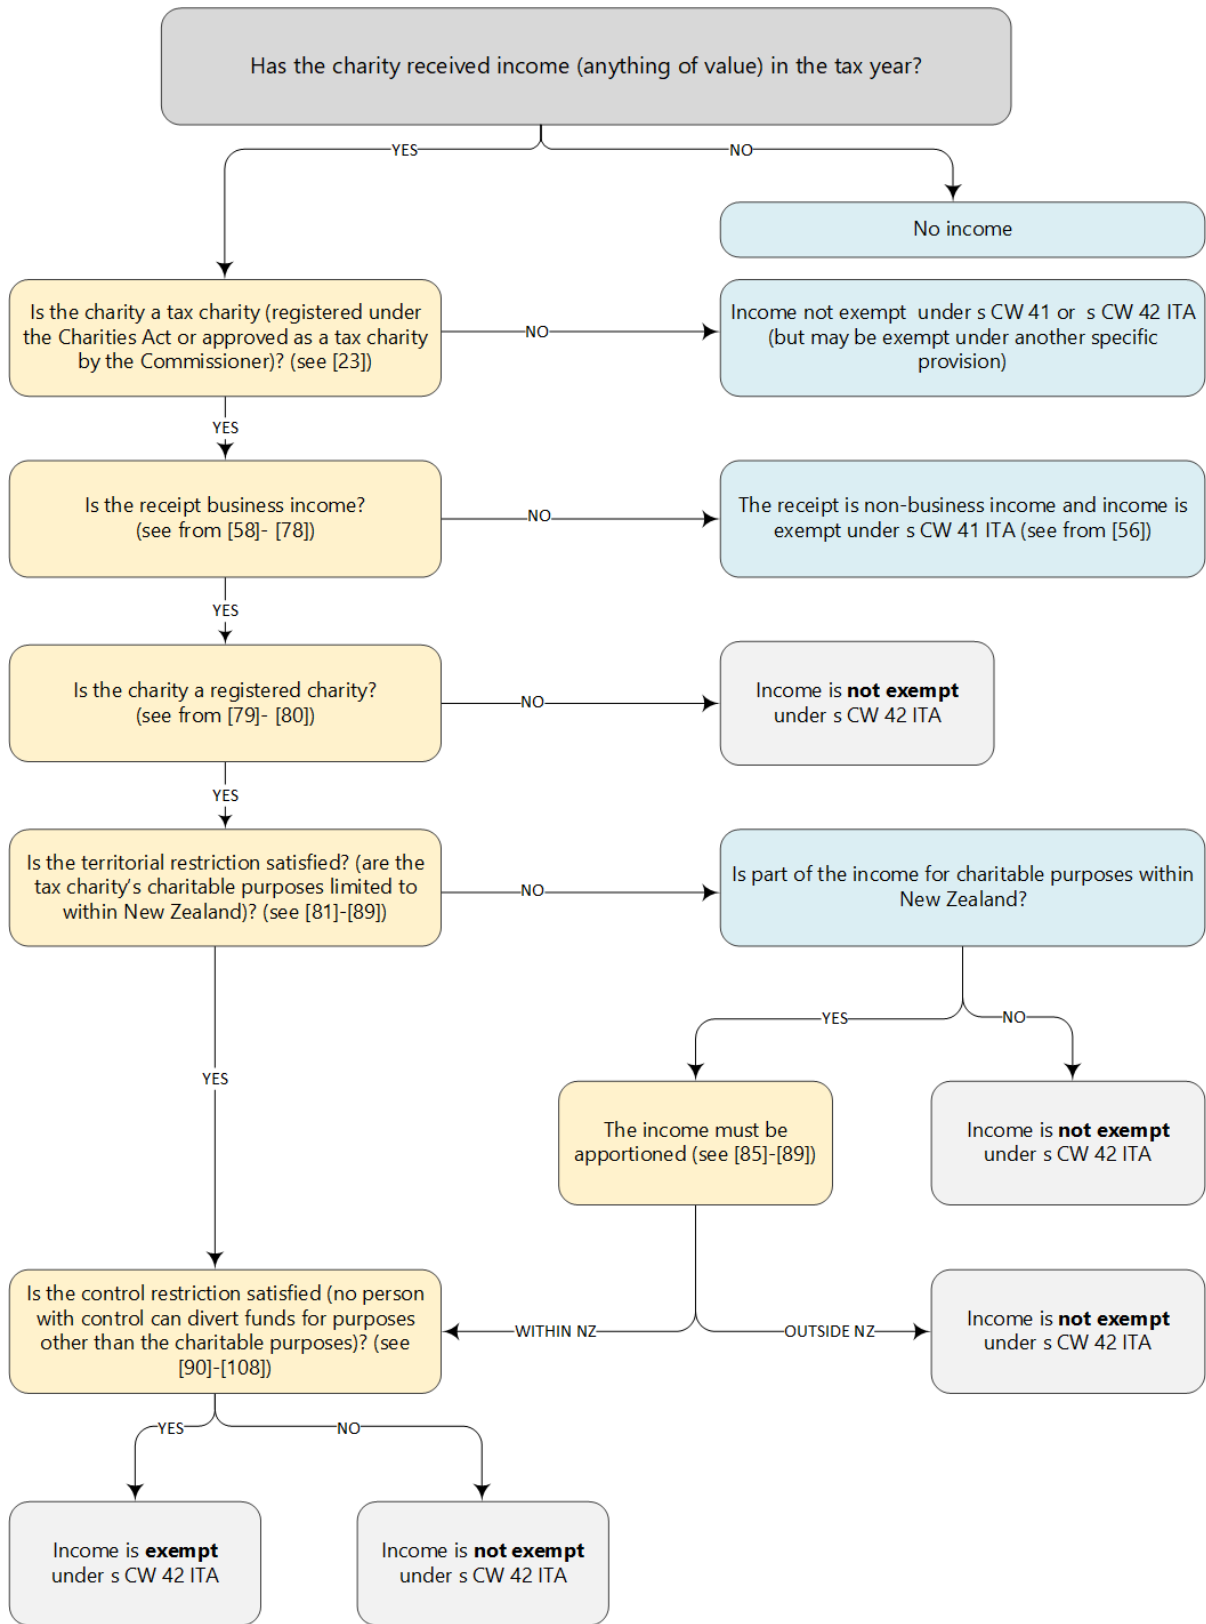 Has the charity received income (anything of value) in the tax year?
YES
NO
No income
Is the charity a tax charity (registered under
the Charities Act or approved as a tax charity
by the Commissioner)? (see [23])
NO
Income not exempt under s CW 41 or s CW 42 ITA
(but may be exempt under another specific
provision)
YES
Is the receipt business income?
(see from [58]- [78])
NO
The receipt is non-business income and income is
exempt under s CW 41 ITA (see from [56])
YES
Is the charity a registered charity?
(see from [79]- [80])
NO
Income is not exempt
under s CW 42 ITA
YES
Is the territorial restriction satisfied? (are the
tax charity's charitable purposes limited to
within New Zealand)? (see [81]-[89])
NO
Is part of the income for charitable purposes within
New Zealand?
YES
NO
YES
The income must be
apportioned (see [85]-[89])
Income is not exempt
under s CW 42 ITA
Is the control restriction satisfied (no person
with control can divert funds for purposes
other than the charitable purposes)? (see
[90]-[108])
WITHIN NZ
OUTSIDE NZ
Income is not exempt
under s CW 42 ITA
YES
NO
Income is exempt
under s CW 42 ITA
Income is not exempt
under s CW 42 ITA